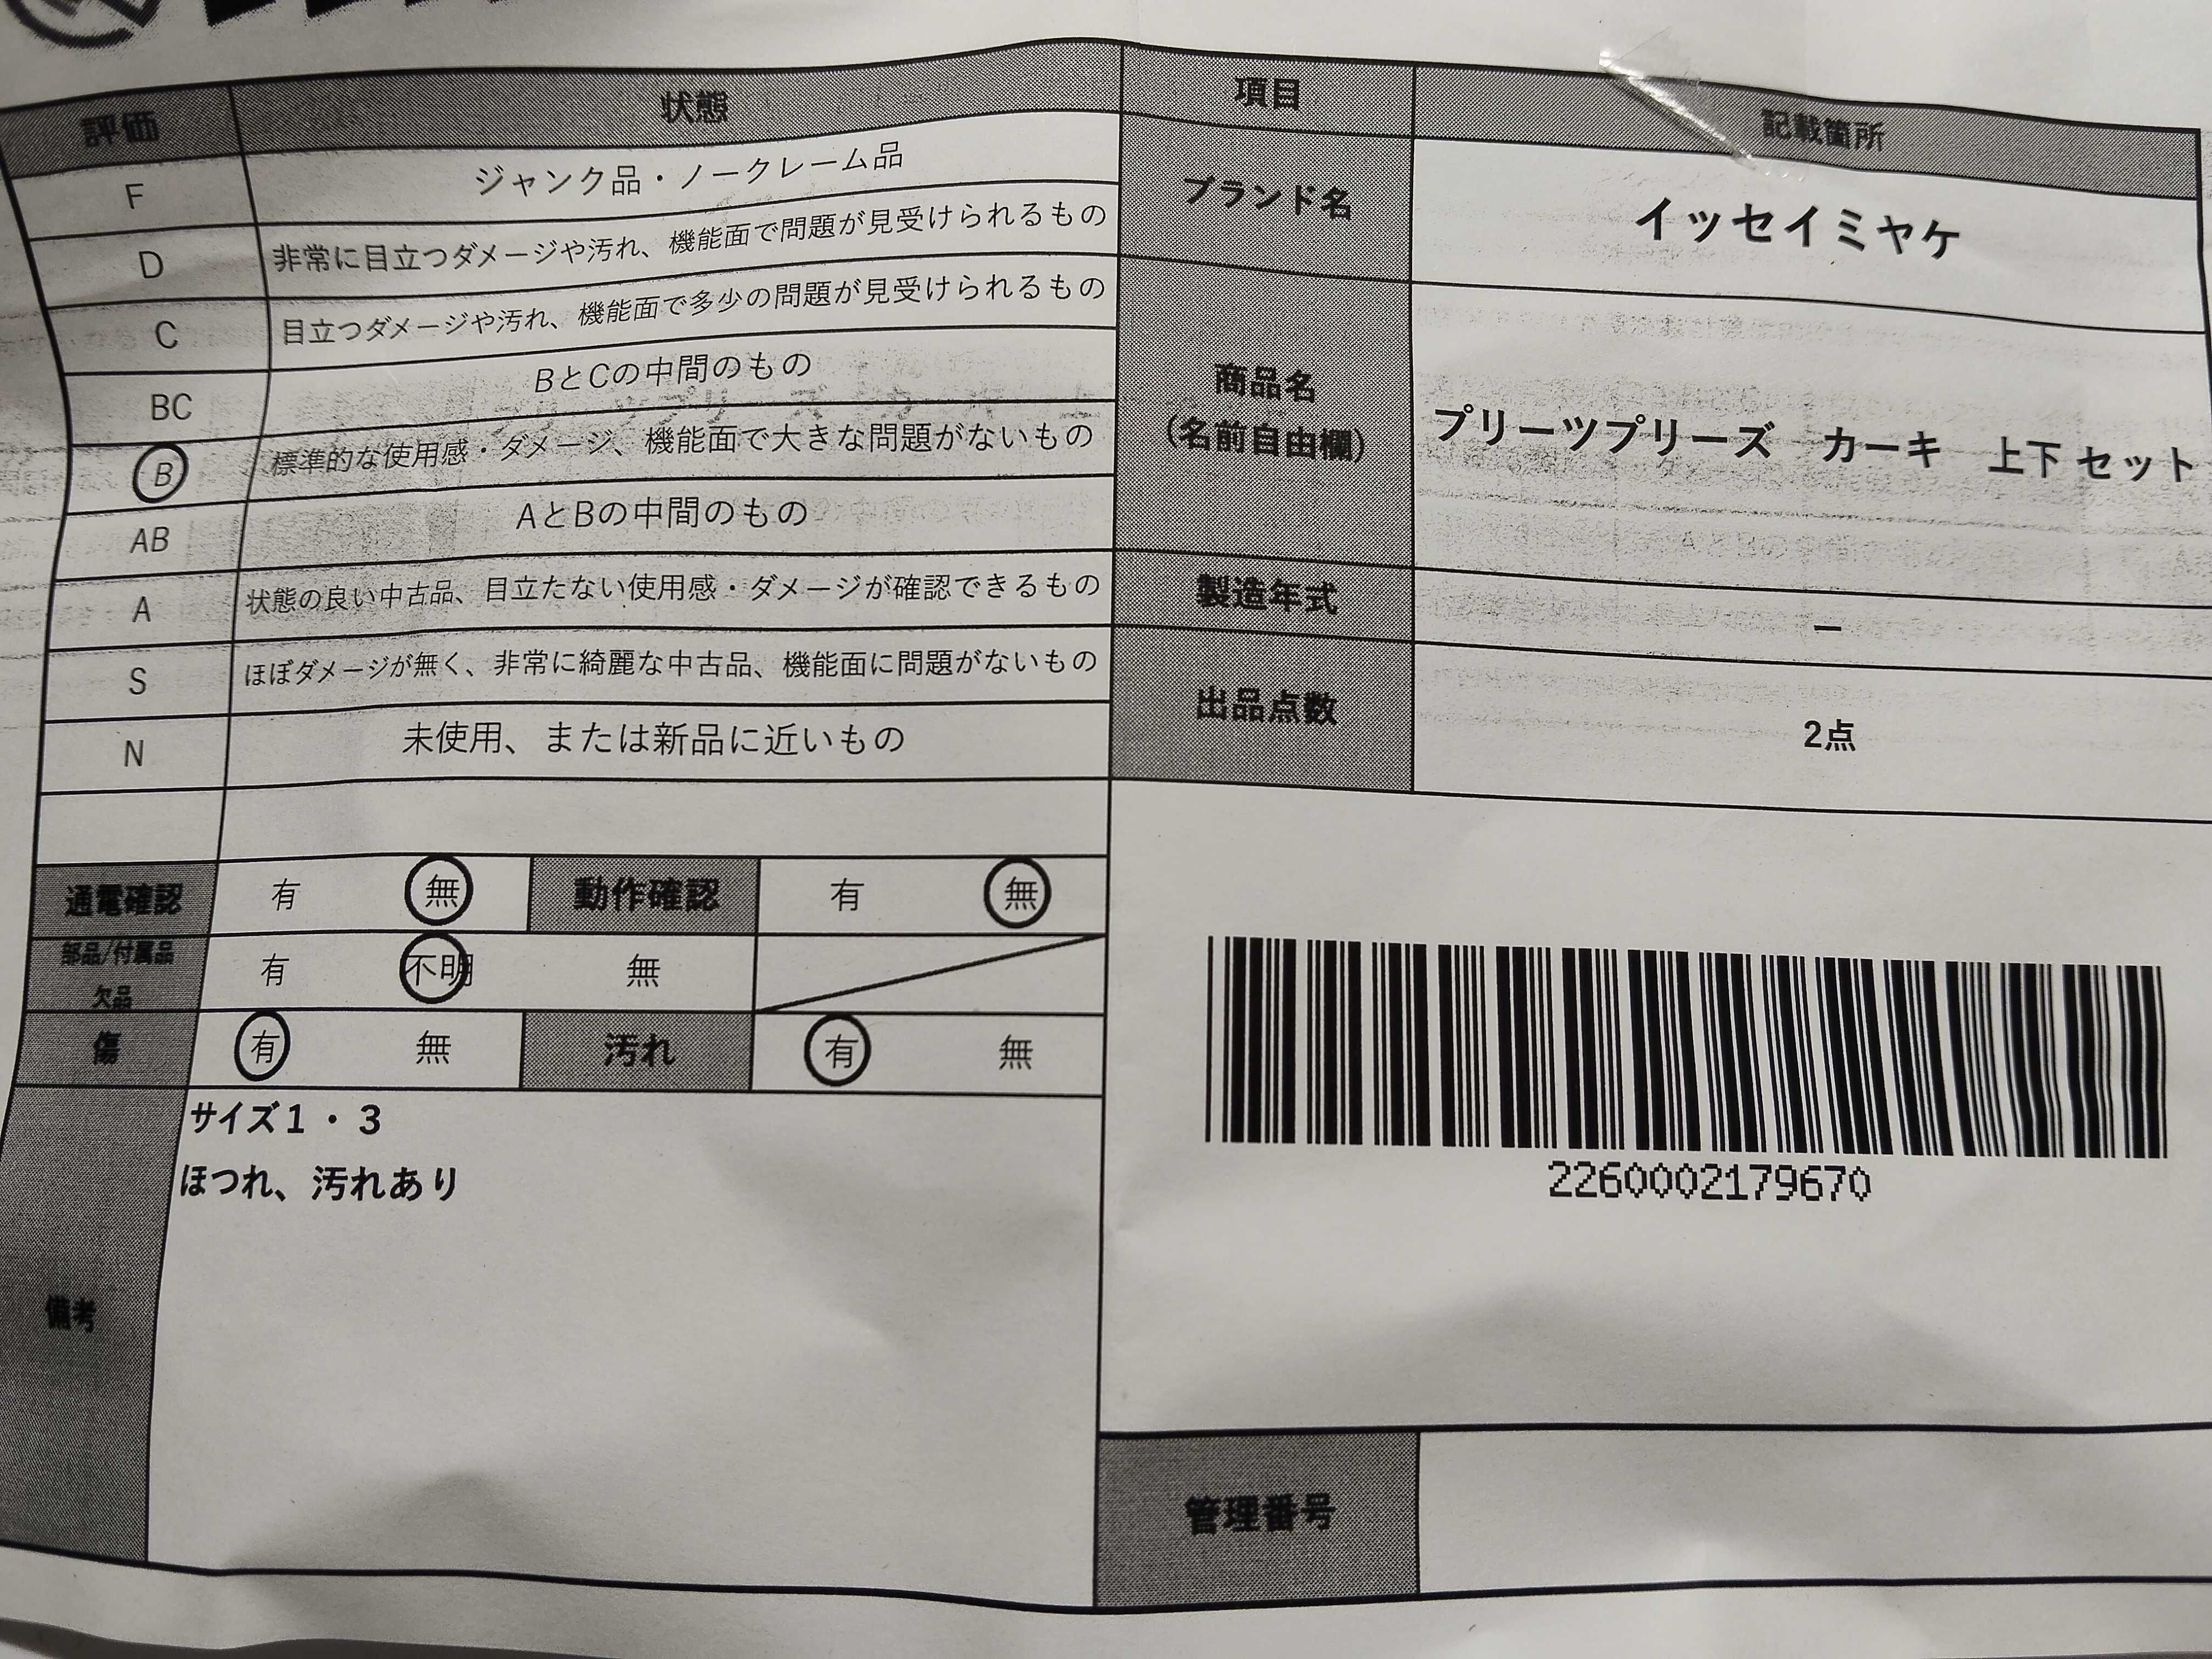 評価 状態
F ジャンク品・ノークレーム品
D 非常に目立つダメージや汚れ、機能面で問題が見受けられるもの
C 目立つダメージや汚れ、機能面で多少の問題が見受けられるもの
BC BとCの中間のもの
B 標準的な使用感・ダメージ、機能面で大きな問題がないもの
AB AとBの中間のもの
A 状態の良い中古品、目立たない使用感・ダメージが確認できるもの
S ほぼダメージが無く、非常に綺麗な中古品、機能面に問題がないもの
N 未使用、または新品に近いもの
通電確認 有 無 動作確認 有 無
部品/付属品
欠品 有 不明 無
傷 有 無 汚れ 有 無
備考
サイズ1・3
ほつれ、汚れあり
項目 記載箇所
ブランド名 イッセイミヤケ
商品名
(名前自由欄) プリーツプリーズ カーキ 上下 セット
製造年式 ー
出品点数 2点
2260002179670
管理番号